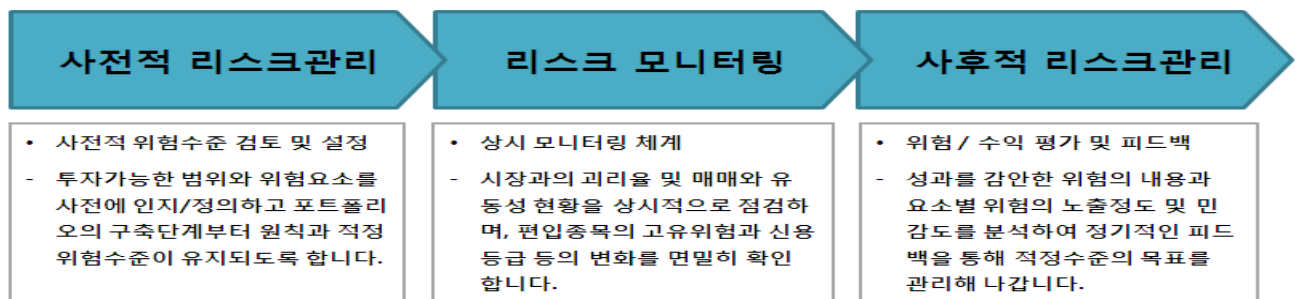 사전적 리스크관리
리스크 모니터링
사후적 리스크관리
• 사전적 위험수준 검토 및 설정
- 투자가능한 범위와 위험요소를
사전에 인지/정의하고 포트폴리
오의 구축단계부터 원칙과 적정
위험수준이 유지되도록 합니다.
• 상시 모니터링 체계
- 시장과의 괴리율 및 매매와 유
동성 현황을 상시적으로 점검하
며, 편입종목의 고유위험과 신용
등급 등의 변화를 면밀히 확인
합니다.
• 위험 / 수익 평가 및 피드백
- 성과를 감안한 위험의 내용과
요소별 위험의 노출정도 및 민
감도를 분석하여 정기적인 피드
백을 통해 적정수준의 목표를
관리해 나갑니다.